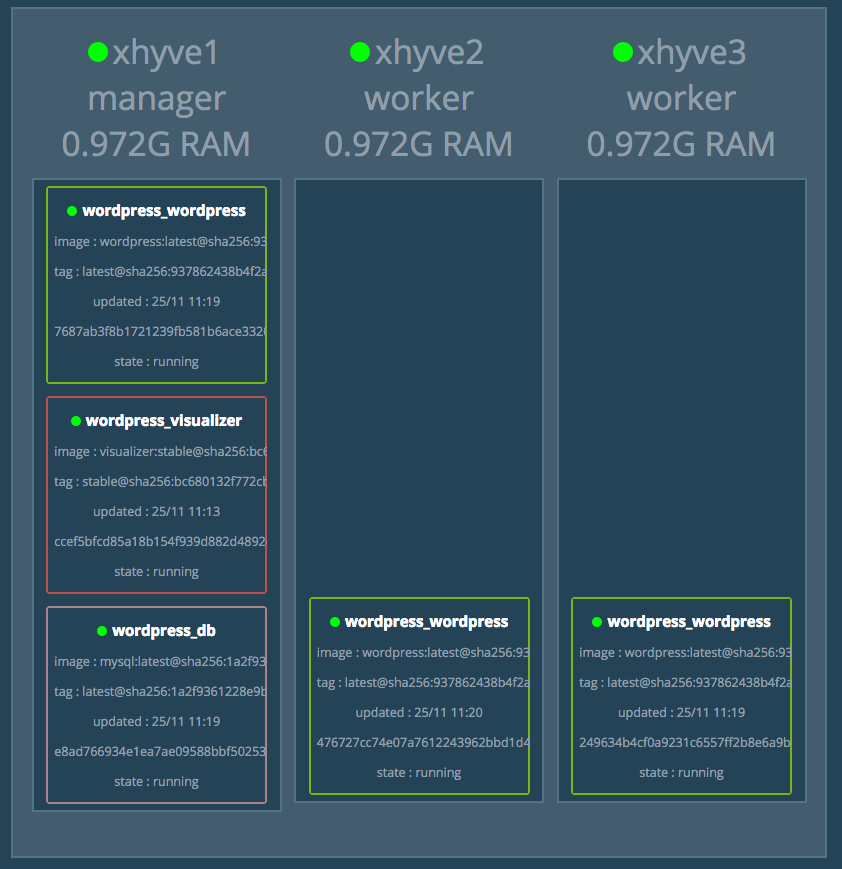 xhyve1
manager
0.972G RAM
wordpress_wordpress
image : wordpress:latest@sha256:93
tag : latest@sha256:937862438b4f2a
updated : 25/11 11:19
7687ab3f8b1721239fb581b6ace3320
state : running
wordpress_visualizer
image : visualizer:stable@sha256:bc6
tag : stable@sha256:bc680132f772cb
updated : 25/11 11:13
ccef5bfcd85a18b154f939d882d4892
state : running
wordpress_db
image : mysql:latest@sha256:1a2f93
tag : latest@sha256:1a2f9361228e9b
updated : 25/11 11:19
e8ad766934e1ea7ae09588bbf50253
state : running
xhyve2
worker
0.972G RAM
wordpress_wordpress
image : wordpress:latest@sha256:93
tag : latest@sha256:937862438b4f2a
updated : 25/11 11:20
476727cc74e07a7612243962bbd1d4
state : running
xhyve3
worker
0.972G RAM
wordpress_wordpress
image : wordpress:latest@sha256:93
tag : latest@sha256:937862438b4f2a
updated : 25/11 11:19
249634b4cf0a9231c6557ff2b8e6a9b
state : running